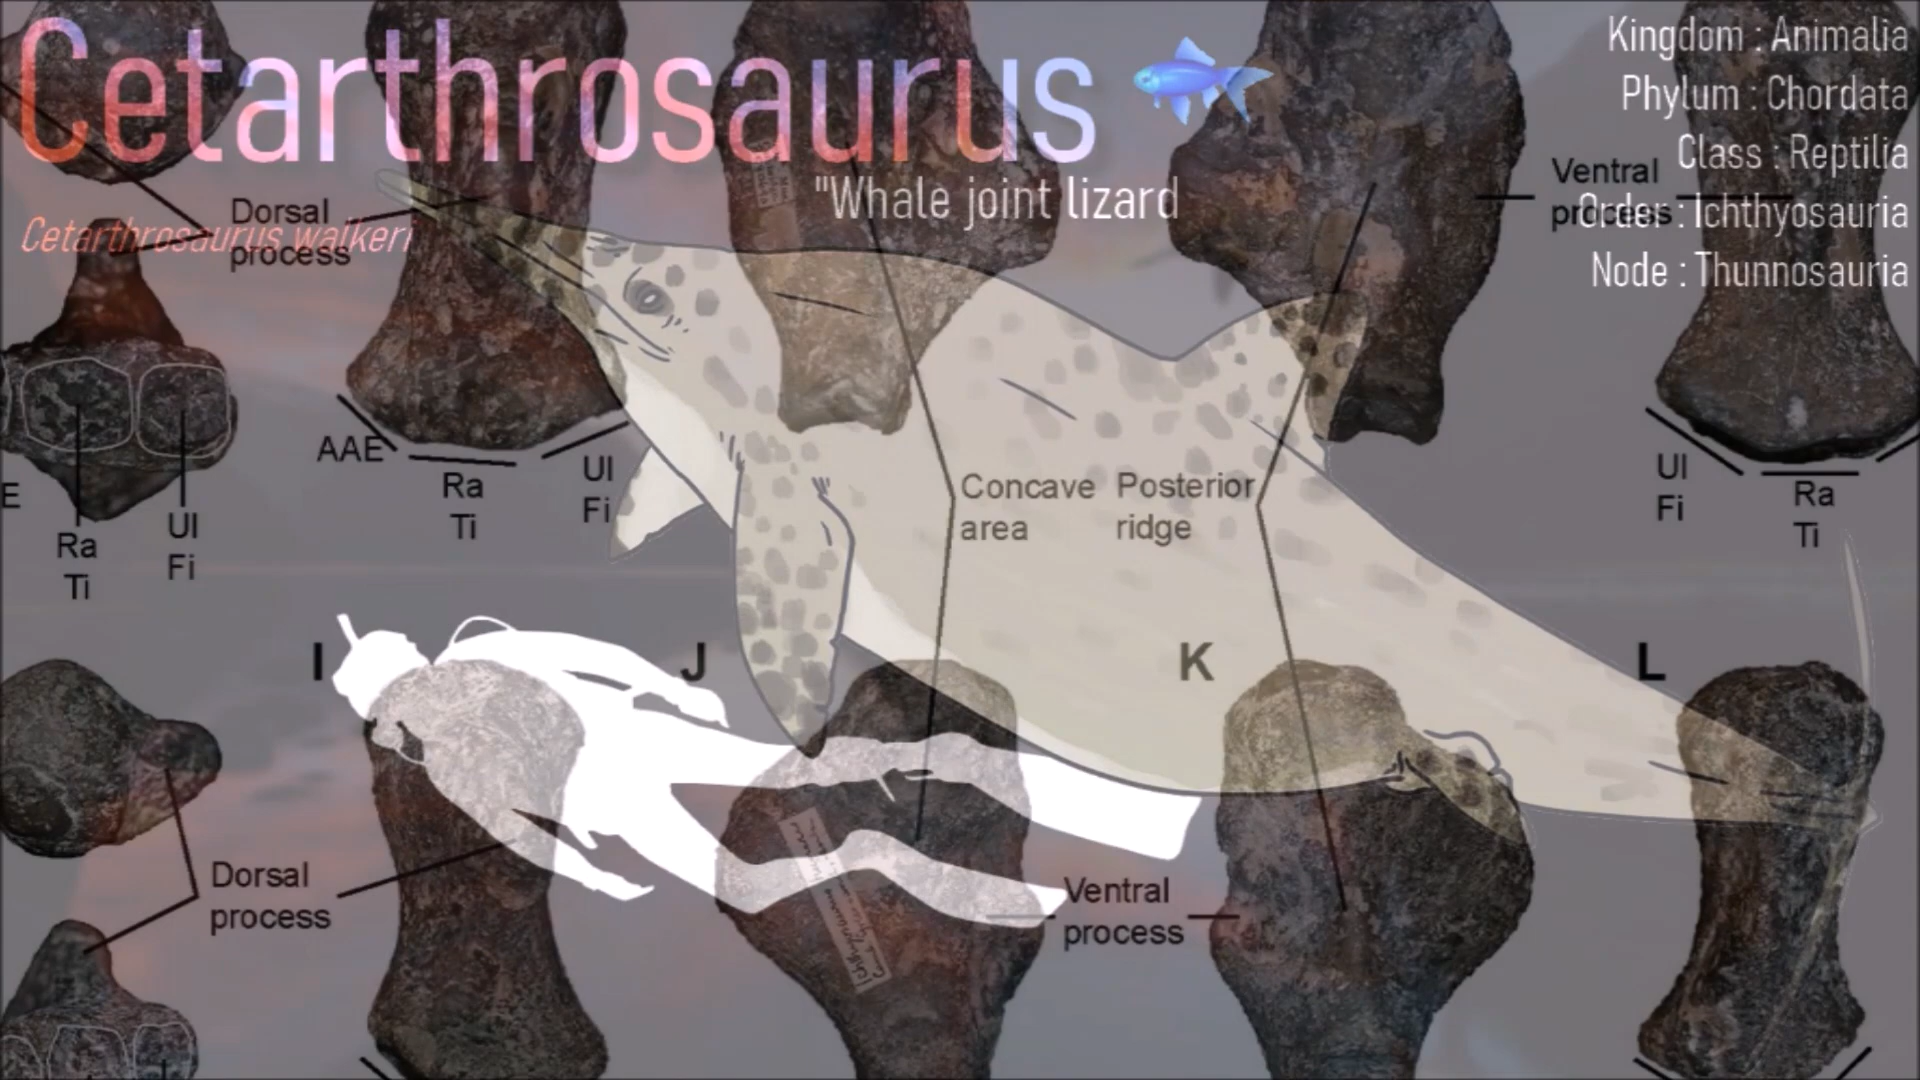 Cetarthrosaurus
"Whale joint lizard
Cetarthrosaurus walkeri
Kingdom : Animalia
Phylum : Chordata
Class : Reptilia
Order : Ichthyosauria
Node : Thunnosauria
Dorsal
process
Ventral
process
AAE
Ra
Ti
Ul
Fi
E
Ra
Ti
Ul
Fi
Concave
area
Posterior
ridge
Ul
Fi
Ra
Ti
I
J
K
L
Dorsal
process
Ventral
process